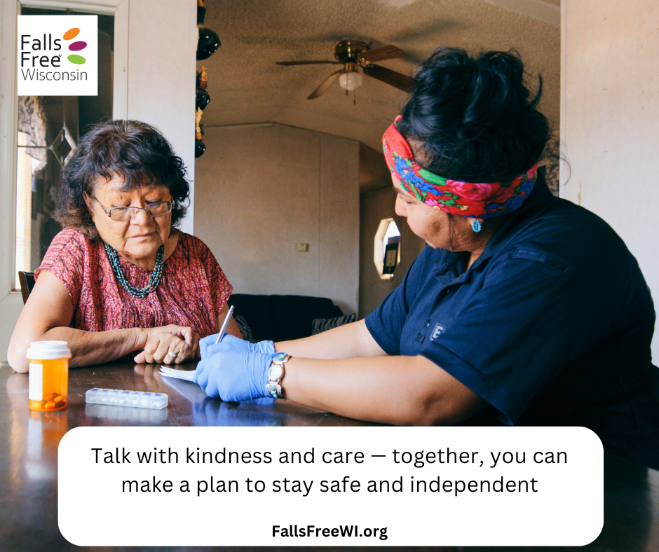 Falls
Free
Wisconsin
Talk with kindness and care — together, you can
make a plan to stay safe and independent
FallsFreeWI.org